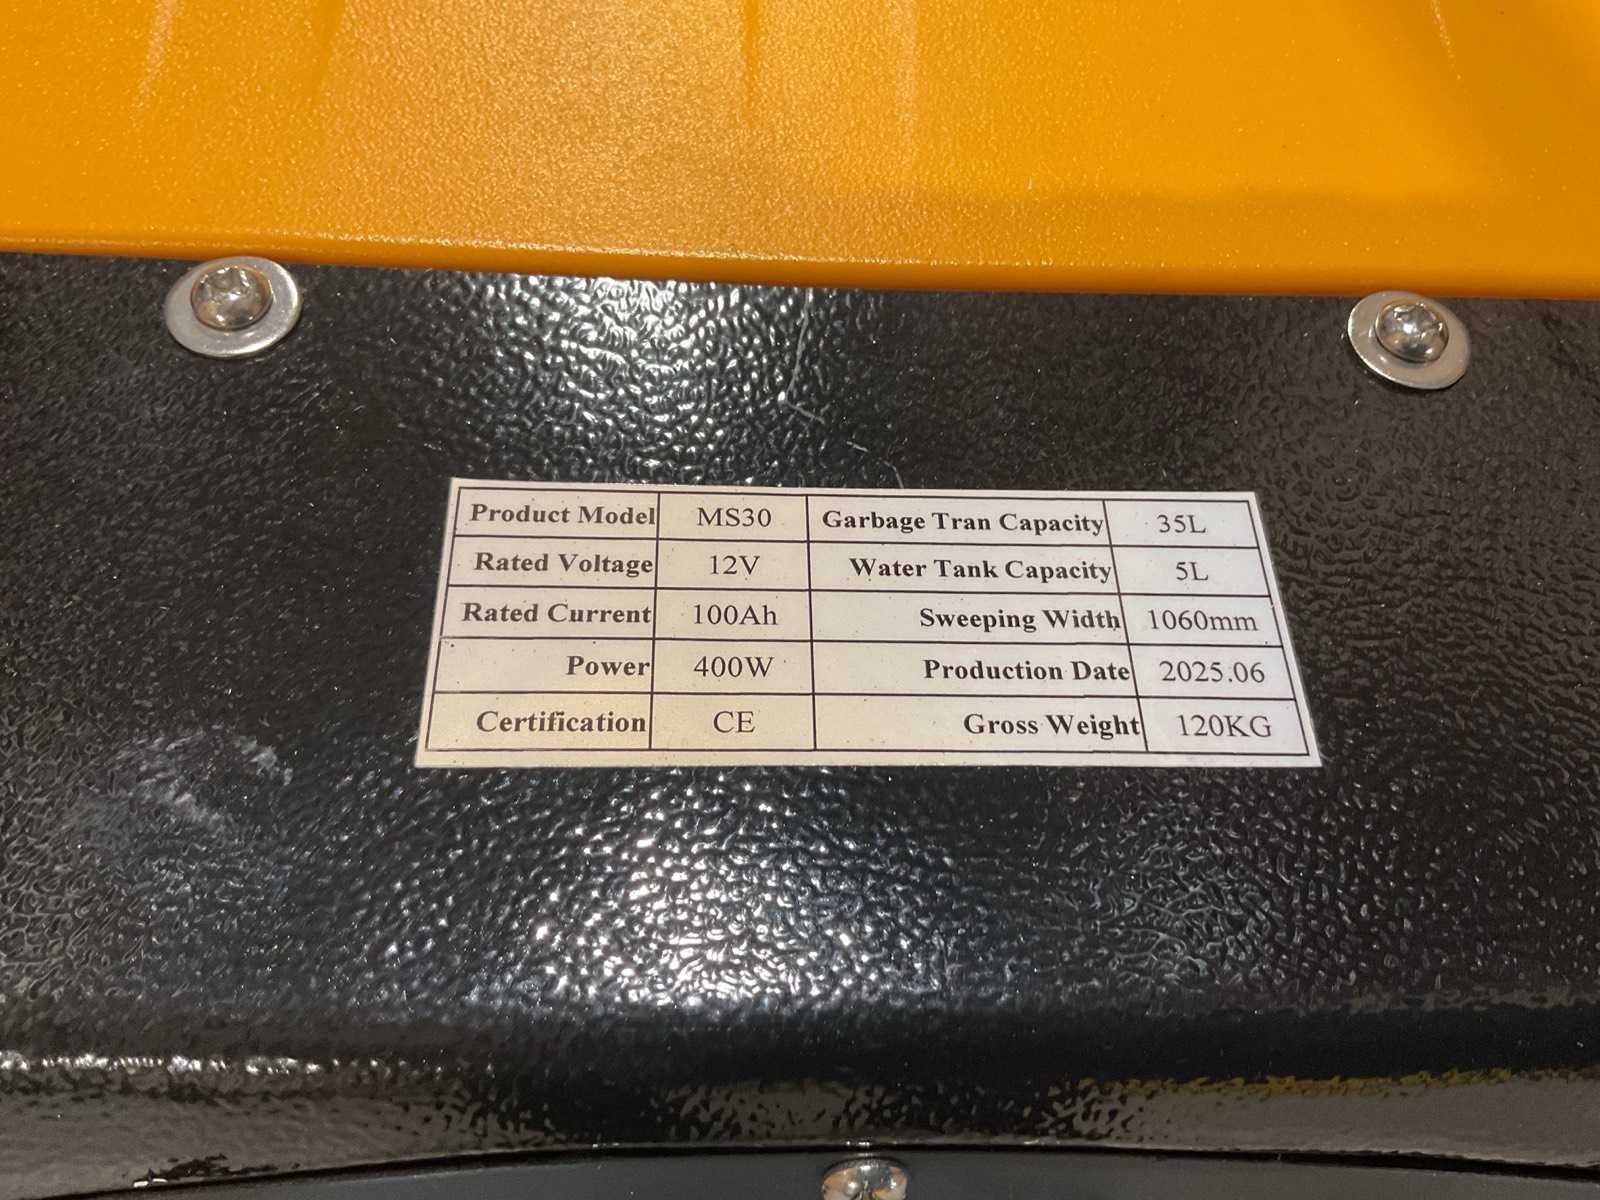 Product Model MS30 Garbage Tran Capacity 35L
Rated Voltage 12V Water Tank Capacity 5L
Rated Current 100Ah Sweeping Width 1060mm
Power 400W Production Date 2025.06
Certification CE Gross Weight 120KG